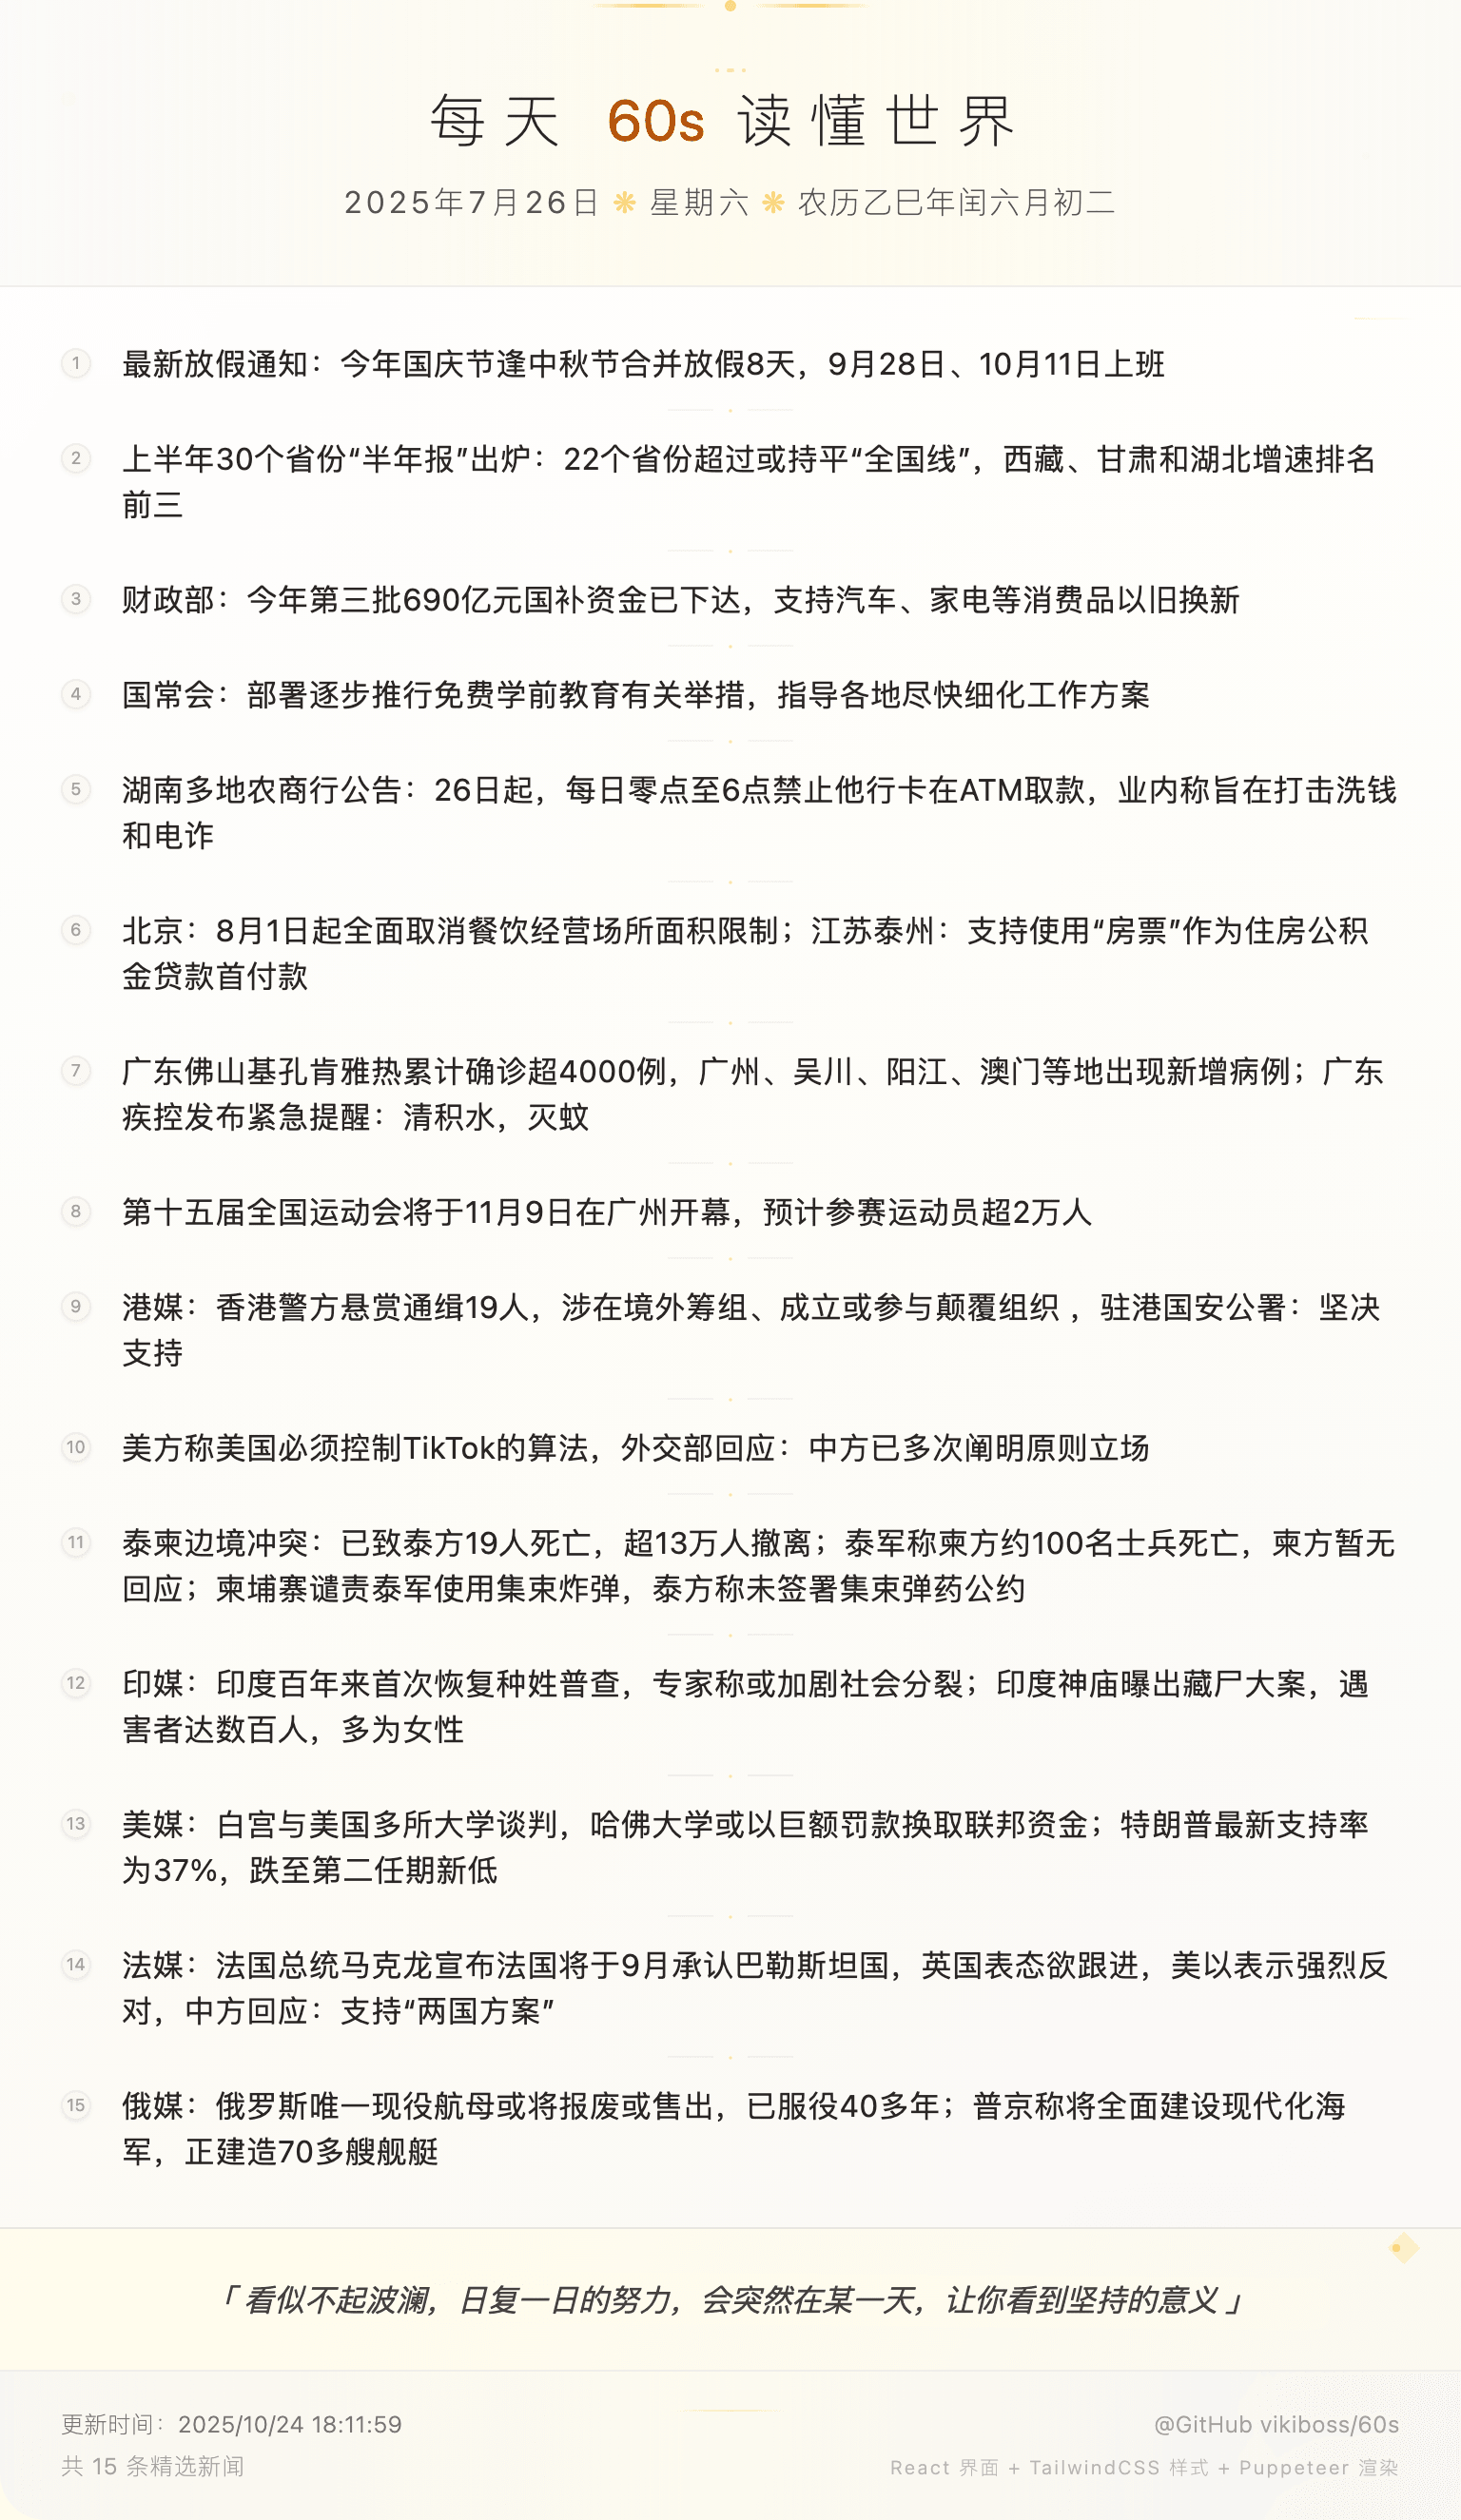 每天 60s 读懂世界
2025年7月26日 ❋ 星期六 ❋ 农历乙巳年闰六月初二
1 最新放假通知：今年国庆节逢中秋节合并放假8天，9月28日、10月11日上班
2 上半年30个省份“半年报”出炉：22个省份超过或持平“全国线”，西藏、甘肃和湖北增速排名
前三
3 财政部：今年第三批690亿元国补资金已下达，支持汽车、家电等消费品以旧换新
4 国常会：部署逐步推行免费学前教育有关举措，指导各地尽快细化工作方案
5 湖南多地农商行公告：26日起，每日零点至6点禁止他行卡在ATM取款，业内称旨在打击洗钱
和电诈
6 北京：8月1日起全面取消餐饮经营场所面积限制；江苏泰州：支持使用“房票”作为住房公积
金贷款首付款
7 广东佛山基孔肯雅热累计确诊超4000例，广州、吴川、阳江、澳门等地出现新增病例；广东
疾控发布紧急提醒：清积水，灭蚊
8 第十五届全国运动会将于11月9日在广州开幕，预计参赛运动员超2万人
9 港媒：香港警方悬赏通缉19人，涉在境外筹组、成立或参与颠覆组织 ，驻港国安公署：坚决
支持
10 美方称美国必须控制TikTok的算法，外交部回应：中方已多次阐明原则立场
11 泰柬边境冲突：已致泰方19人死亡，超13万人撤离；泰军称柬方约100名士兵死亡，柬方暂无
回应；柬埔寨谴责泰军使用集束炸弹，泰方称未签署集束弹药公约
12 印媒：印度百年来首次恢复种姓普查，专家称或加剧社会分裂；印度神庙曝出藏尸大案，遇
害者达数百人，多为女性
13 美媒：白宫与美国多所大学谈判，哈佛大学或以巨额罚款换取联邦资金；特朗普最新支持率
为37%，跌至第二任期新低
14 法媒：法国总统马克龙宣布法国将于9月承认巴勒斯坦国，英国表态欲跟进，美以表示强烈反
对，中方回应：支持“两国方案”
15 俄媒：俄罗斯唯一现役航母或将报废或售出，已服役40多年；普京称将全面建设现代化海
军，正建造70多艘舰艇
「 看似不起波澜，日复一日的努力，会突然在某一天，让你看到坚持的意义 」
更新时间：2025/10/24 18:11:59
@GitHub vikiboss/60s
共 15 条精选新闻
React 界面 + TailwindCSS 样式 + Puppeteer 渲染